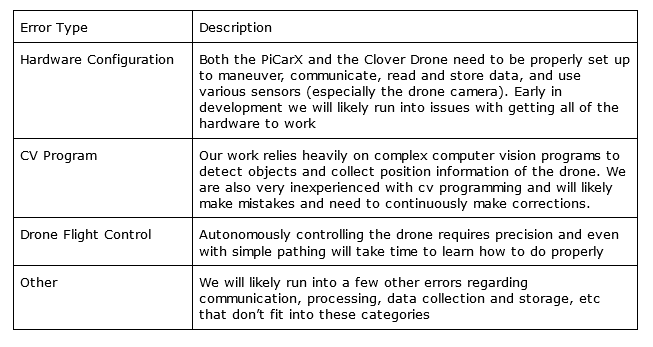 Error Type
Description
Hardware Configuration
Both the PiCarX and the Clover Drone need to be properly set up
to maneuver, communicate, read and store data, and use
various sensors (especially the drone camera). Early in
development we will likely run into issues with getting all of the
hardware to work
CV Program
Our work relies heavily on complex computer vision programs to
detect objects and collect position information of the drone. We
are also very inexperienced with cv programming and will likely
make mistakes and need to continuously make corrections.
Drone Flight Control
Autonomously controlling the drone requires precision and even
with simple pathing will take time to learn how to do properly
Other
We will likely run into a few other errors regarding
communication, processing, data collection and storage, etc
that don’t fit into these categories